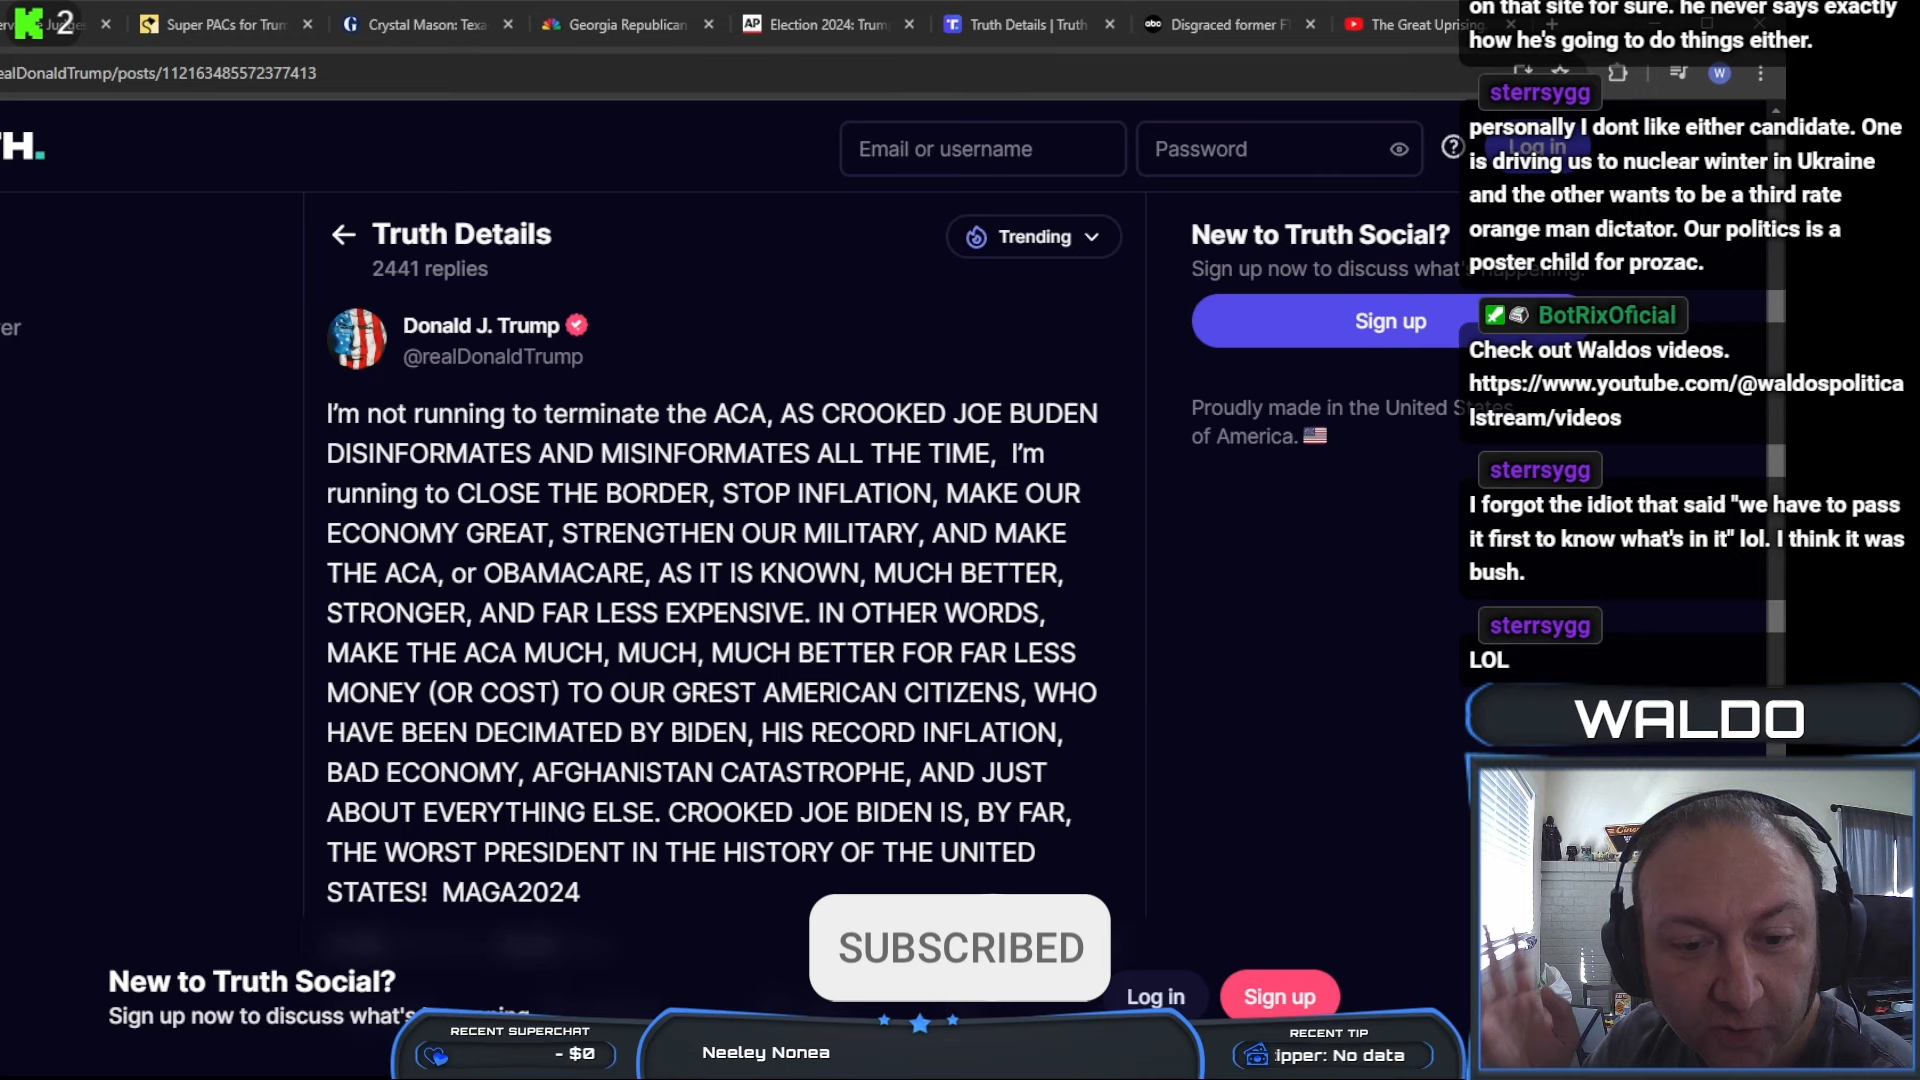 2
Super PACs for Trum
Crystal Mason: Texa
Georgia Republican
AP
Election 2024: Trum
Truth Details | Truth
abc
Disgraced former F
The Great Uprising
ealDonaldTrump/posts/112163485572377413
W
TH.
Email or username
Password
Log in
er
Truth Details
2441 replies
Trending
Donald J. Trump
@realDonaldTrump
I'm not running to terminate the ACA, AS CROOKED JOE BUDEN
DISINFORMATES AND MISINFORMATES ALL THE TIME, I'm
running to CLOSE THE BORDER, STOP INFLATION, MAKE OUR
ECONOMY GREAT, STRENGTHEN OUR MILITARY, AND MAKE
THE ACA, or OBAMACARE, AS IT IS KNOWN, MUCH BETTER,
STRONGER, AND FAR LESS EXPENSIVE. IN OTHER WORDS,
MAKE THE ACA MUCH, MUCH, MUCH BETTER FOR FAR LESS
MONEY (OR COST) TO OUR GREST AMERICAN CITIZENS, WHO
HAVE BEEN DECIMATED BY BIDEN, HIS RECORD INFLATION,
BAD ECONOMY, AFGHANISTAN CATASTROPHE, AND JUST
ABOUT EVERYTHING ELSE. CROOKED JOE BIDEN IS, BY FAR,
THE WORST PRESIDENT IN THE HISTORY OF THE UNITED
STATES! MAGA2024
New to Truth Social?
Sign up now to discuss what's happening.
Sign up
Proudly made in the United States
of America.
on that site for sure. he never says exactly
how he's going to do things either.
sterrsygg
personally I dont like either candidate. One
is driving us to nuclear winter in Ukraine
and the other wants to be a third rate
orange man dictator. Our politics is a
poster child for prozac.
BotRixOficial
Check out Waldos videos.
https://www.youtube.com/@waldospolitica
lstream/videos
sterrsygg
I forgot the idiot that said "we have to pass
it first to know what's in it" lol. I think it was
bush.
sterrsygg
LOL
WALDO
New to Truth Social?
Sign up now to discuss what's
SUBSCRIBED
Log in
Sign up
RECENT SUPERCHAT
- $0
Neeley Nonea
RECENT TIP
ipper: No data